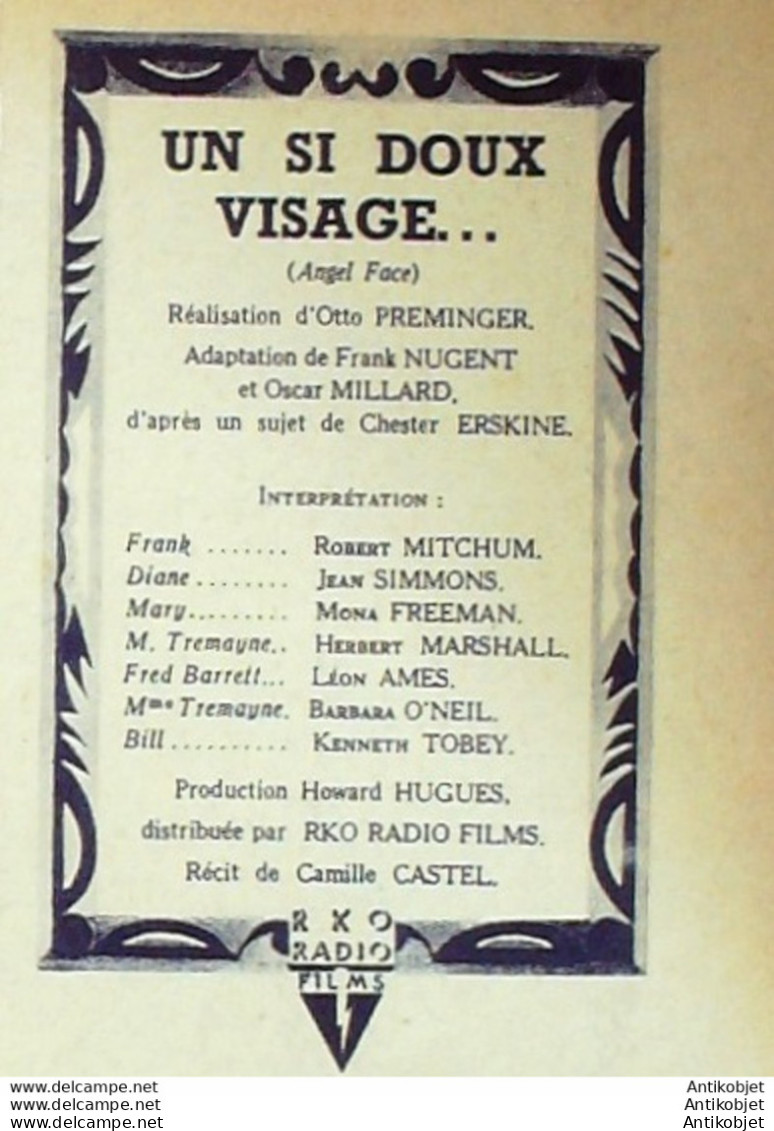 UN SI DOUX
VISAGE...
(Angel Face)
Réalisation d'Otto PREMINGER.
Adaptation de Frank NUGENT
et Oscar MILLARD,
d'après un sujet de Chester ERSKINE.
INTERPRÉTATION :
Frank ....... ROBERT MITCHUM.
Diane ........ JEAN SIMMONS.
Mary ......... MONA FREEMAN.
M. Tremayne.. HERBERT MARSHALL.
Fred Barrett... LÉON AMES.
Mme Tremayne. BARBARA O'NEIL.
Bill .......... KENNETH TOBEY.
Production Howard HUGUES,
distribuée par RKO RADIO FILMS.
Récit de Camille CASTEL.
RKO
RADIO
FILMS
www.delcampe.net Antikobjet
www.delcampe.net Antikobjet
www.delcampe.net Antikobjet